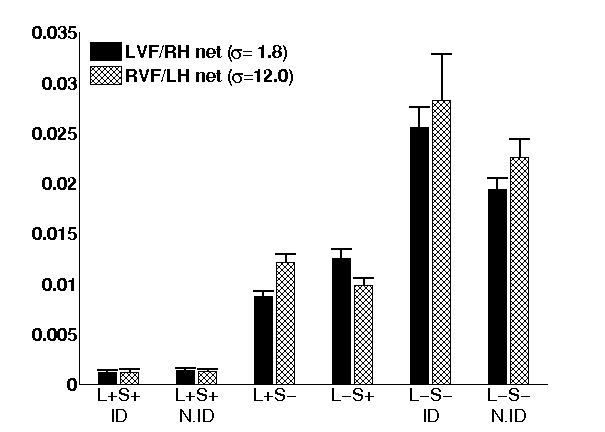 0.035
LVF/RH net (σ= 1.8)
0.03
RVF/LH net (σ=12.0)
0.025
0.02
0.015
0.01
0.005
0
L+S+ L+S+ L+S− L−S+ L−S− L−S−
ID N.ID ID N.ID